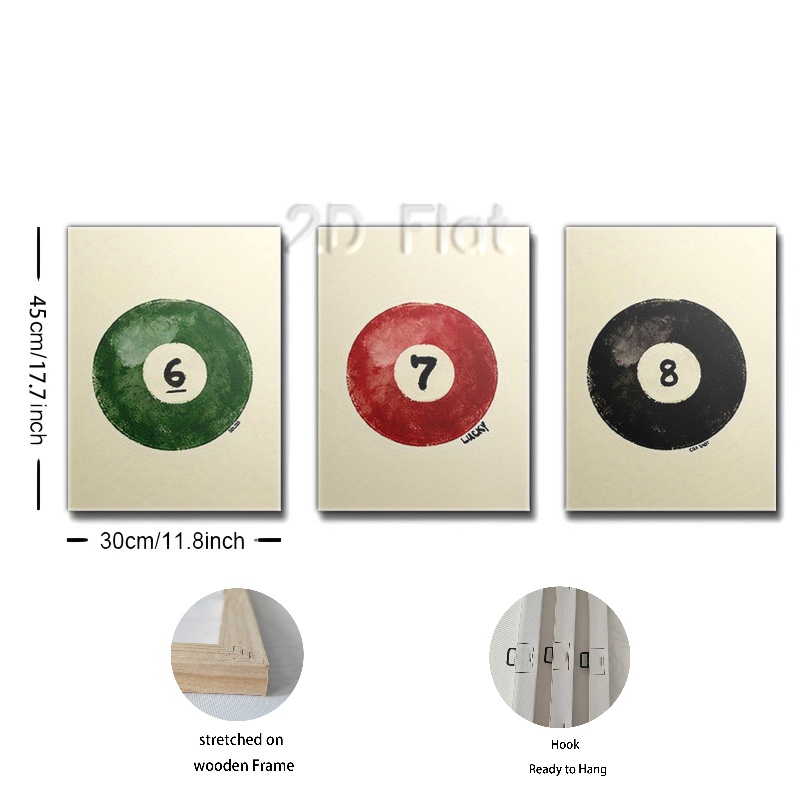 2.D Flat
6
7
8
LUCKY
45cm/17.7inch
30cm/11.8inch
stretched on
wooden Frame
Hook
Ready to Hang